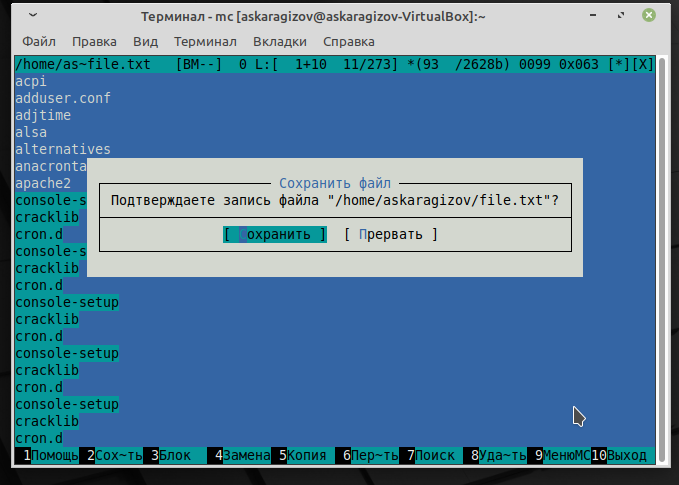 Терминал - mc [askaragizov@askaragizov-VirtualBox]:~
Файл Правка Вид Терминал Вкладки Справка
/home/as~file.txt [BM--] 0 L:[ 1+10 11/273] *(93 /2628b) 0099 0x063 [*][X]
acpi
adduser.conf
adjtime
alsa
alternatives
anacronta
apache2
Сохранить файл
Подтверждаете запись файла "/home/askaragizov/file.txt"?
[ Сохранить ] [ Прервать ]
console-s
cracklib
cron.d
console-s
cracklib
cron.d
console-setup
cracklib
cron.d
console-setup
cracklib
cron.d
console-setup
cracklib
cron.d
1Помощь 2Сох~ть 3Блок 4Замена 5Копия 6Пер~ть 7Поиск 8Уда~ть 9МенюMC 10Выход